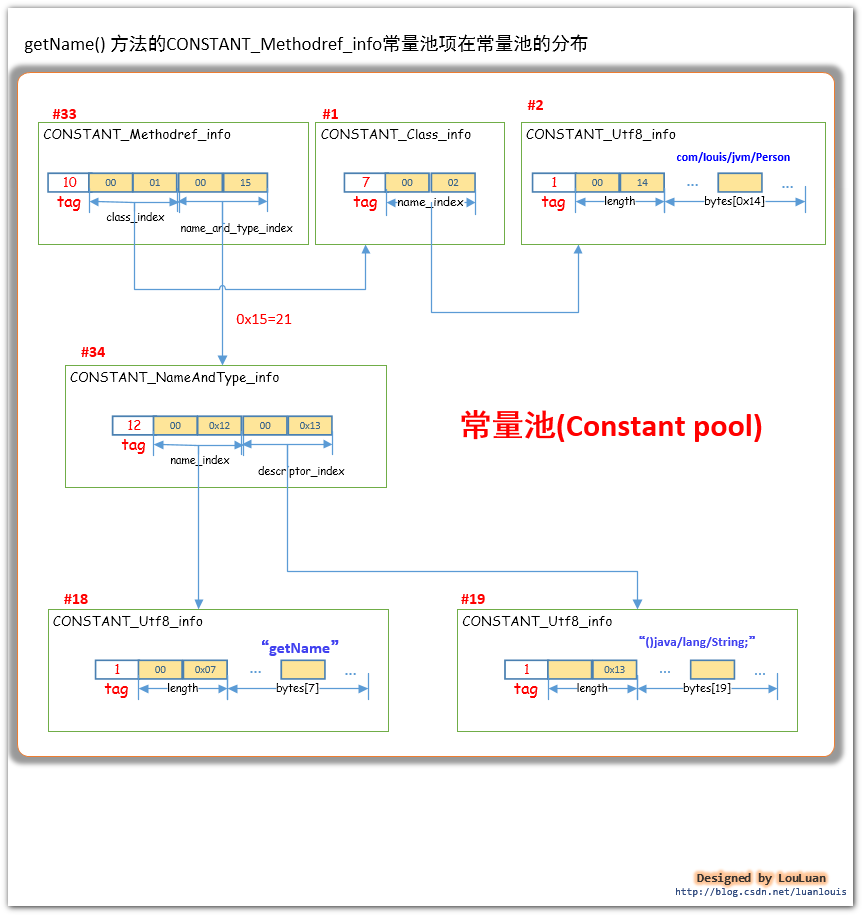 getName() 方法的CONSTANT_Methodref_info常量池项在常量池的分布
#33
CONSTANT_Methodref_info
10 00 01 00 15
tag
class_index
name_and_type_index
#1
CONSTANT_Class_info
7 00 02
tag name_index
#2
CONSTANT_Utf8_info
com/louis/jvm/Person
1 00 14 ... ...
tag length bytes[0x14]
0x15=21
#34
CONSTANT_NameAndType_info
12 00 0x12 00 0x13
tag
name_index
descriptor_index
常量池(Constant pool)
#18
CONSTANT_Utf8_info
“getName”
1 00 0x07 ... ...
tag length bytes[7]
#19
CONSTANT_Utf8_info
“()java/lang/String;”
1 0x13 ... ...
tag length bytes[19]
Designed by LouLuan
http://blog.csdn.net/luanlouis